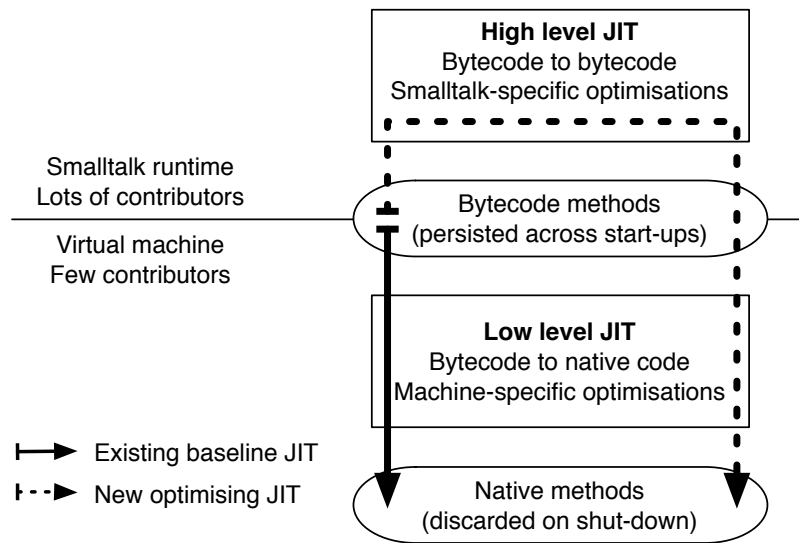 High level JIT
Bytecode to bytecode
Smalltalk-specific optimisations
Smalltalk runtime
Lots of contributors
Bytecode methods
(persisted across start-ups)
Virtual machine
Few contributors
Low level JIT
Bytecode to native code
Machine-specific optimisations
Existing baseline JIT
New optimising JIT
Native methods
(discarded on shut-down)